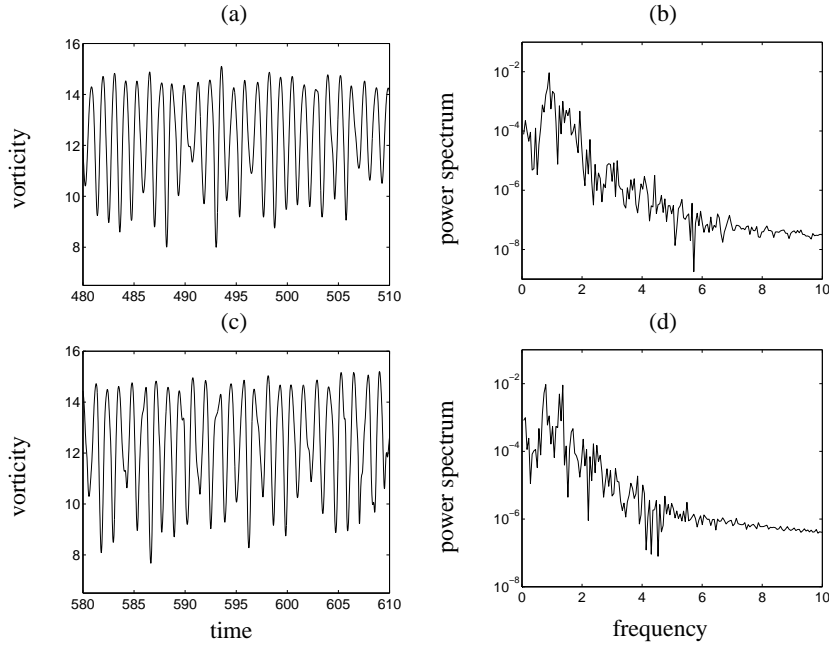 (a)
(b)
16
14
12
10
8
vorticity
480 485 490 495 500 505 510
10⁻²
10⁻⁴
10⁻⁶
10⁻⁸
power spectrum
0 2 4 6 8 10
(c)
(d)
16
14
12
10
8
vorticity
580 585 590 595 600 605 610
time
10⁻²
10⁻⁴
10⁻⁶
10⁻⁸
power spectrum
0 2 4 6 8 10
frequency